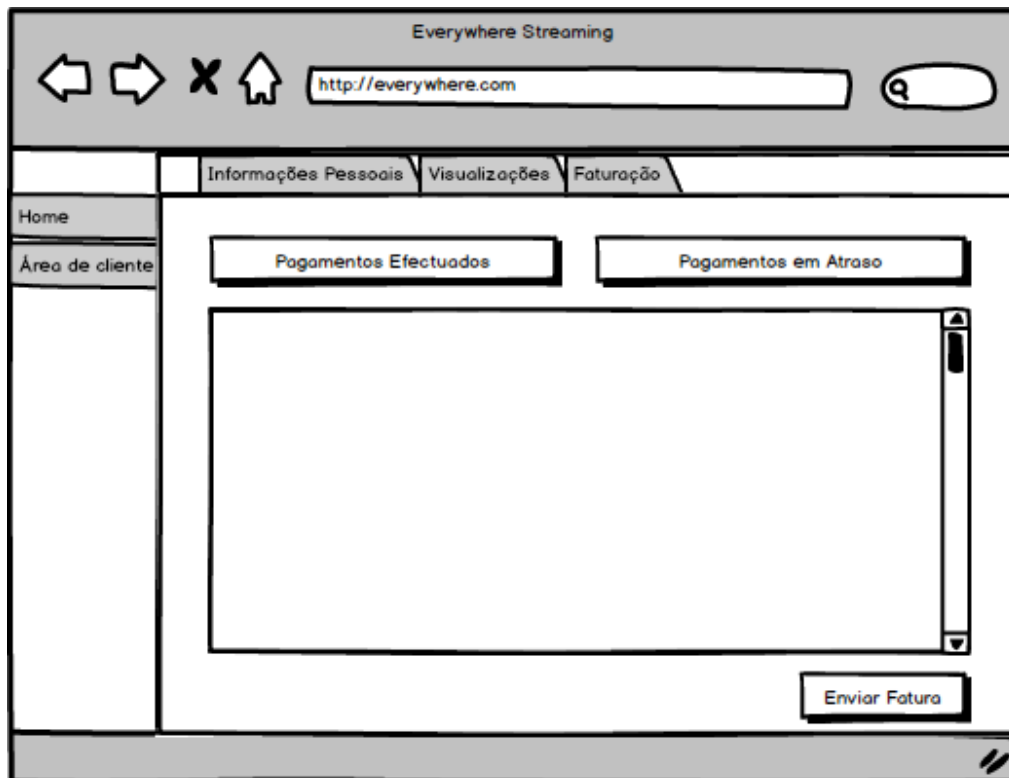 Everywhere Streaming
http://everywhere.com
Informações Pessoais
Visualizações
Faturação
Home
Área de cliente
Pagamentos Efectuados
Pagamentos em Atraso
Enviar Fatura